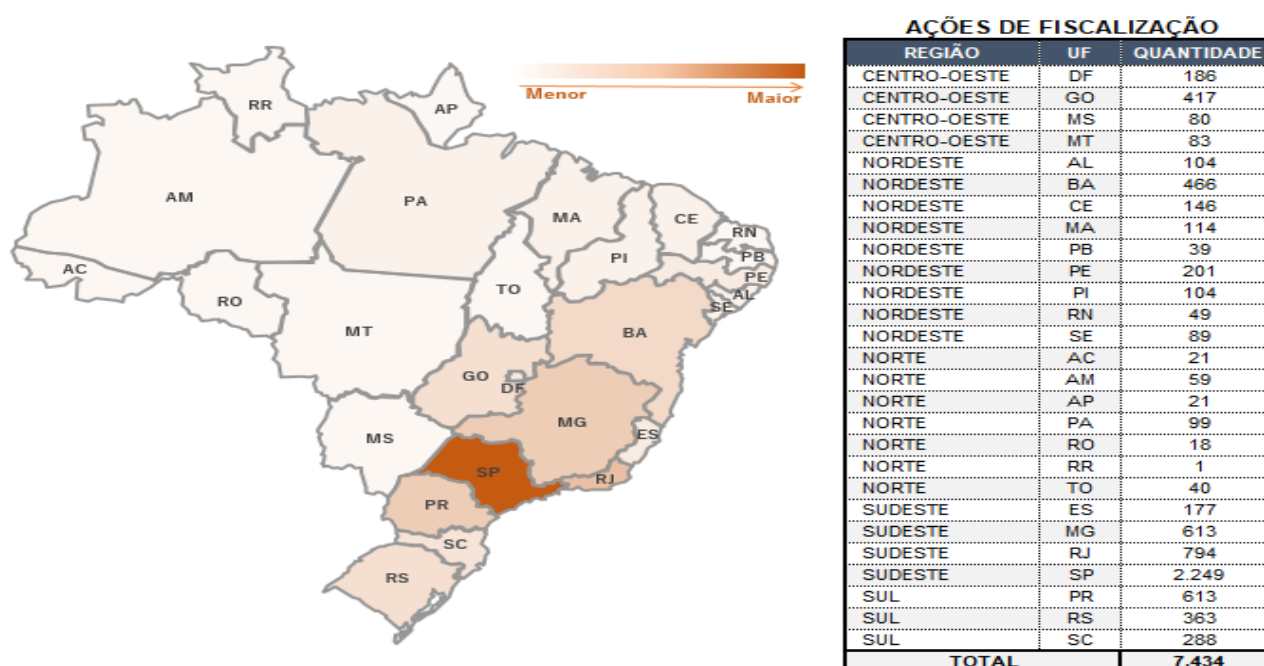 AÇÕES DE FISCALIZAÇÃO
REGIÃO UF QUANTIDADE
CENTRO-OESTE DF 186
CENTRO-OESTE GO 417
CENTRO-OESTE MS 80
CENTRO-OESTE MT 83
NORDESTE AL 104
NORDESTE BA 466
NORDESTE CE 146
NORDESTE MA 114
NORDESTE PB 39
NORDESTE PE 201
NORDESTE PI 104
NORDESTE RN 49
NORDESTE SE 89
NORTE AC 21
NORTE AM 59
NORTE AP 21
NORTE PA 99
NORTE RO 18
NORTE RR 1
NORTE TO 40
SUDESTE ES 177
SUDESTE MG 613
SUDESTE RJ 794
SUDESTE SP 2.249
SUL PR 613
SUL RS 363
SUL SC 288
TOTAL 7.434
Menor Maior
RR
AP
AM
PA
MA
CE
RN
PB
PE
AL
SE
PI
AC
RO
TO
MT
BA
GO
DF
MG
ES
MS
SP
RJ
PR
SC
RS